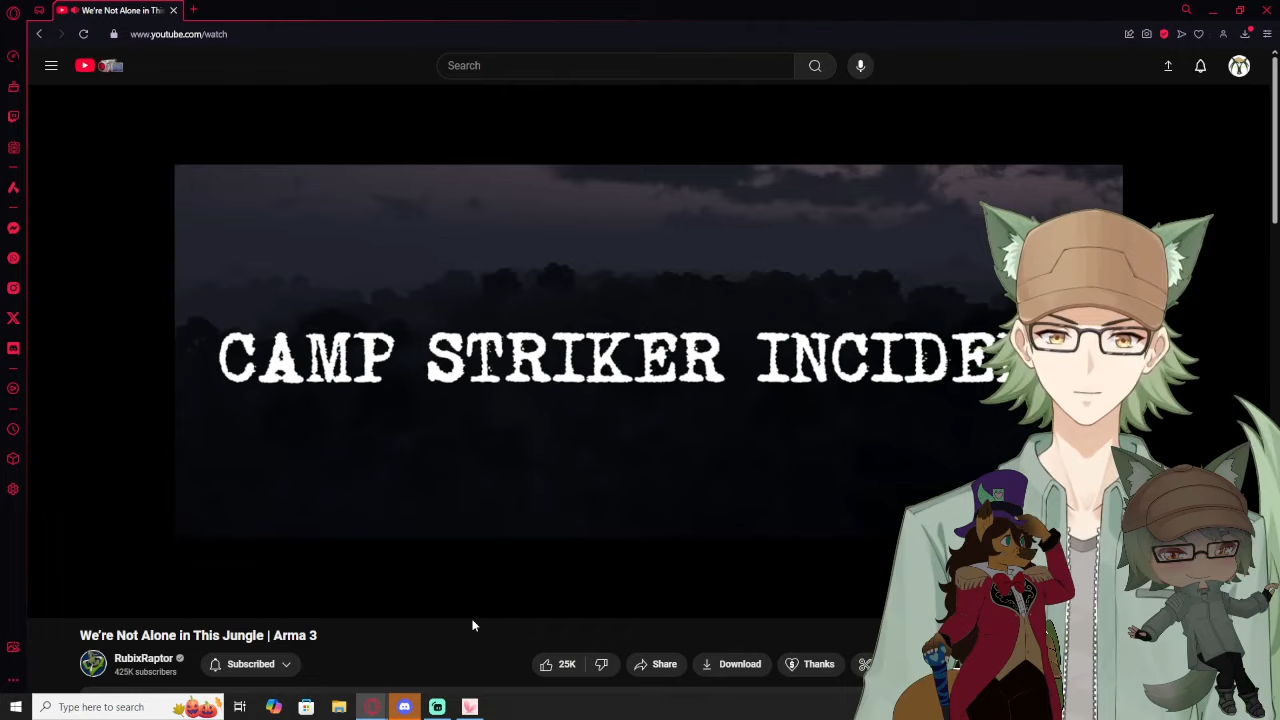 We're Not Alone in Thi
www.youtube.com/watch
Search
CAMP STRIKER INCIDE
We're Not Alone in This Jungle | Arma 3
RubixRaptor
425K subscribers
Subscribed
25K
Share
Download
Thanks
Type here to search